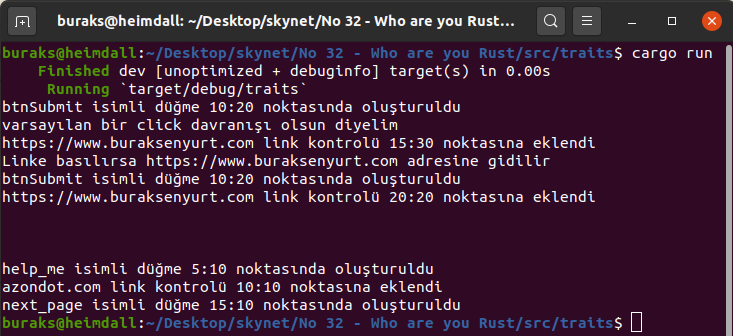 buraks@heimdall: ~/Desktop/skynet/No 32 - Who are you Rust...
buraks@heimdall:~/Desktop/skynet/No 32 - Who are you Rust/src/traits$ cargo run
Finished dev [unoptimized + debuginfo] target(s) in 0.00s
Running `target/debug/traits`
btnSubmit isimli düğme 10:20 noktasında oluşturuldu
varsayılan bir click davranışı olsun diyelim
https://www.buraksenyurt.com link kontrolü 15:30 noktasına eklendi
Linke basılırsa https://www.buraksenyurt.com adresine gidilir
btnSubmit isimli düğme 10:20 noktasında oluşturuldu
https://www.buraksenyurt.com link kontrolü 20:20 noktasına eklendi
help_me isimli düğme 5:10 noktasında oluşturuldu
azondot.com link kontrolü 10:10 noktasına eklendi
next_page isimli düğme 15:10 noktasında oluşturuldu
buraks@heimdall:~/Desktop/skynet/No 32 - Who are you Rust/src/traits$